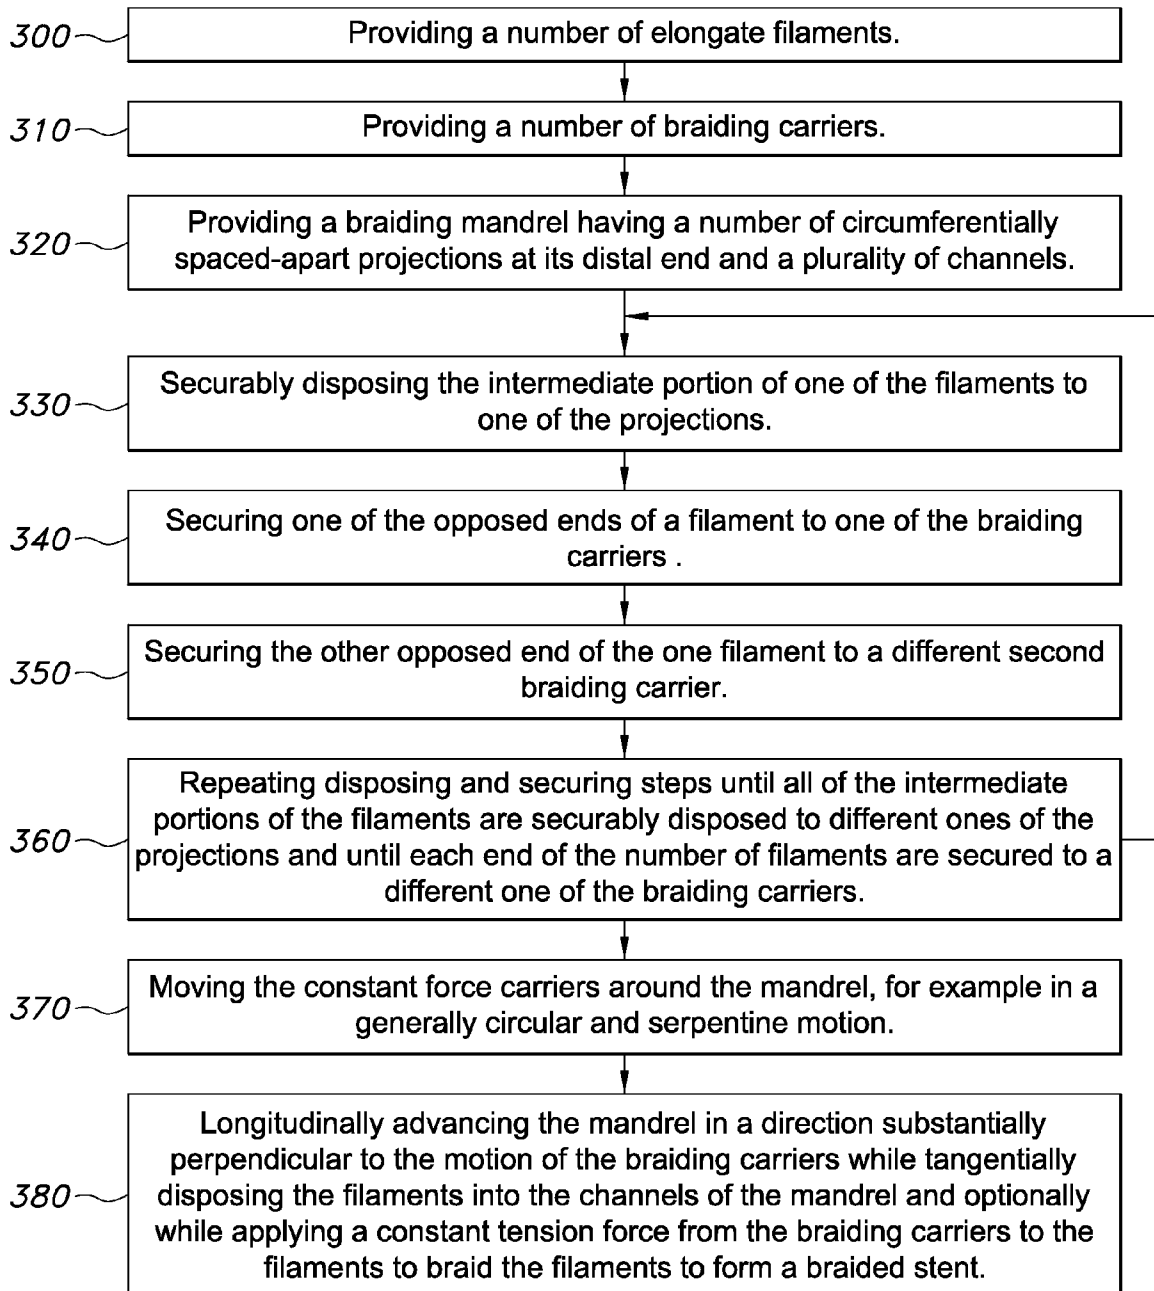 300
Providing a number of elongate filaments.
310
Providing a number of braiding carriers.
320
Providing a braiding mandrel having a number of circumferentially
spaced-apart projections at its distal end and a plurality of channels.
330
Securably disposing the intermediate portion of one of the filaments to
one of the projections.
340
Securing one of the opposed ends of a filament to one of the braiding
carriers .
350
Securing the other opposed end of the one filament to a different second
braiding carrier.
360
Repeating disposing and securing steps until all of the intermediate
portions of the filaments are securably disposed to different ones of the
projections and until each end of the number of filaments are secured to a
different one of the braiding carriers.
370
Moving the constant force carriers around the mandrel, for example in a
generally circular and serpentine motion.
380
Longitudinally advancing the mandrel in a direction substantially
perpendicular to the motion of the braiding carriers while tangentially
disposing the filaments into the channels of the mandrel and optionally
while applying a constant tension force from the braiding carriers to the
filaments to braid the filaments to form a braided stent.